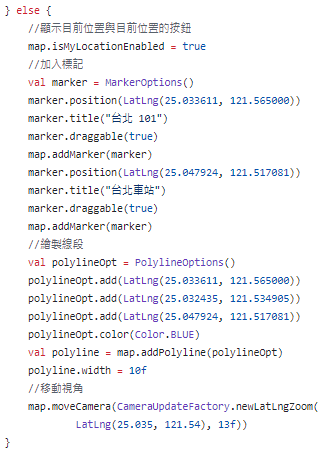 } else {
//顯示目前位置與目前位置的按鈕
map.isMyLocationEnabled = true
//加入標記
val marker = MarkerOptions()
marker.position(LatLng(25.033611, 121.565000))
marker.title("台北 101")
marker.draggable(true)
map.addMarker(marker)
marker.position(LatLng(25.047924, 121.517081))
marker.title("台北車站")
marker.draggable(true)
map.addMarker(marker)
//繪製線段
val polylineOpt = PolylineOptions()
polylineOpt.add(LatLng(25.033611, 121.565000))
polylineOpt.add(LatLng(25.032435, 121.534905))
polylineOpt.add(LatLng(25.047924, 121.517081))
polylineOpt.color(Color.BLUE)
val polyline = map.addPolyline(polylineOpt)
polyline.width = 10f
//移動視角
map.moveCamera(CameraUpdateFactory.newLatLngZoom(
LatLng(25.035, 121.54), 13f))
}